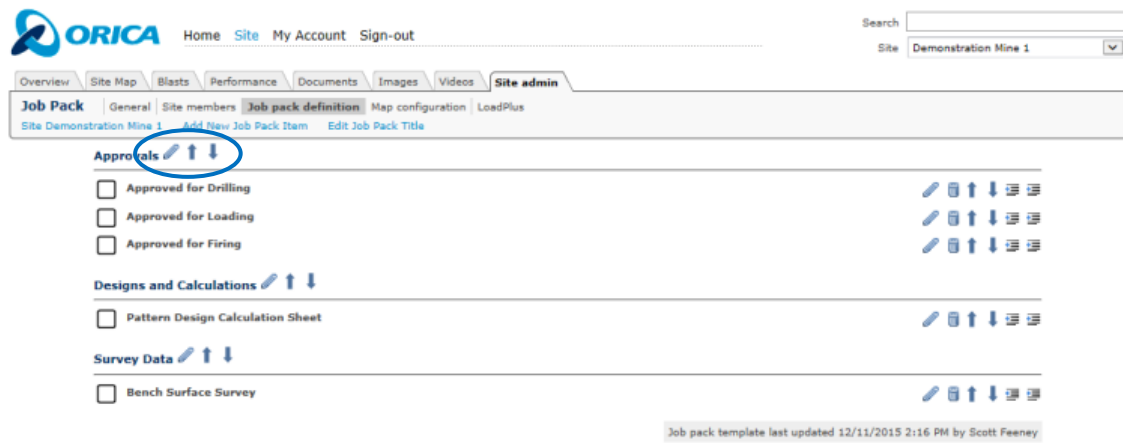 ORICA Home Site My Account Sign-out
Search
Site Demonstration Mine 1
Overview Site Map Blasts Performance Documents Images Videos Site admin
Job Pack General Site members Job pack definition Map configuration LoadPlus
Site Demonstration Mine 1 Add New Job Pack Item Edit Job Pack Title
Approvals
Approved for Drilling
Approved for Loading
Approved for Firing
Designs and Calculations
Pattern Design Calculation Sheet
Survey Data
Bench Surface Survey
Job pack template last updated 12/11/2015 2:16 PM by Scott Feeney